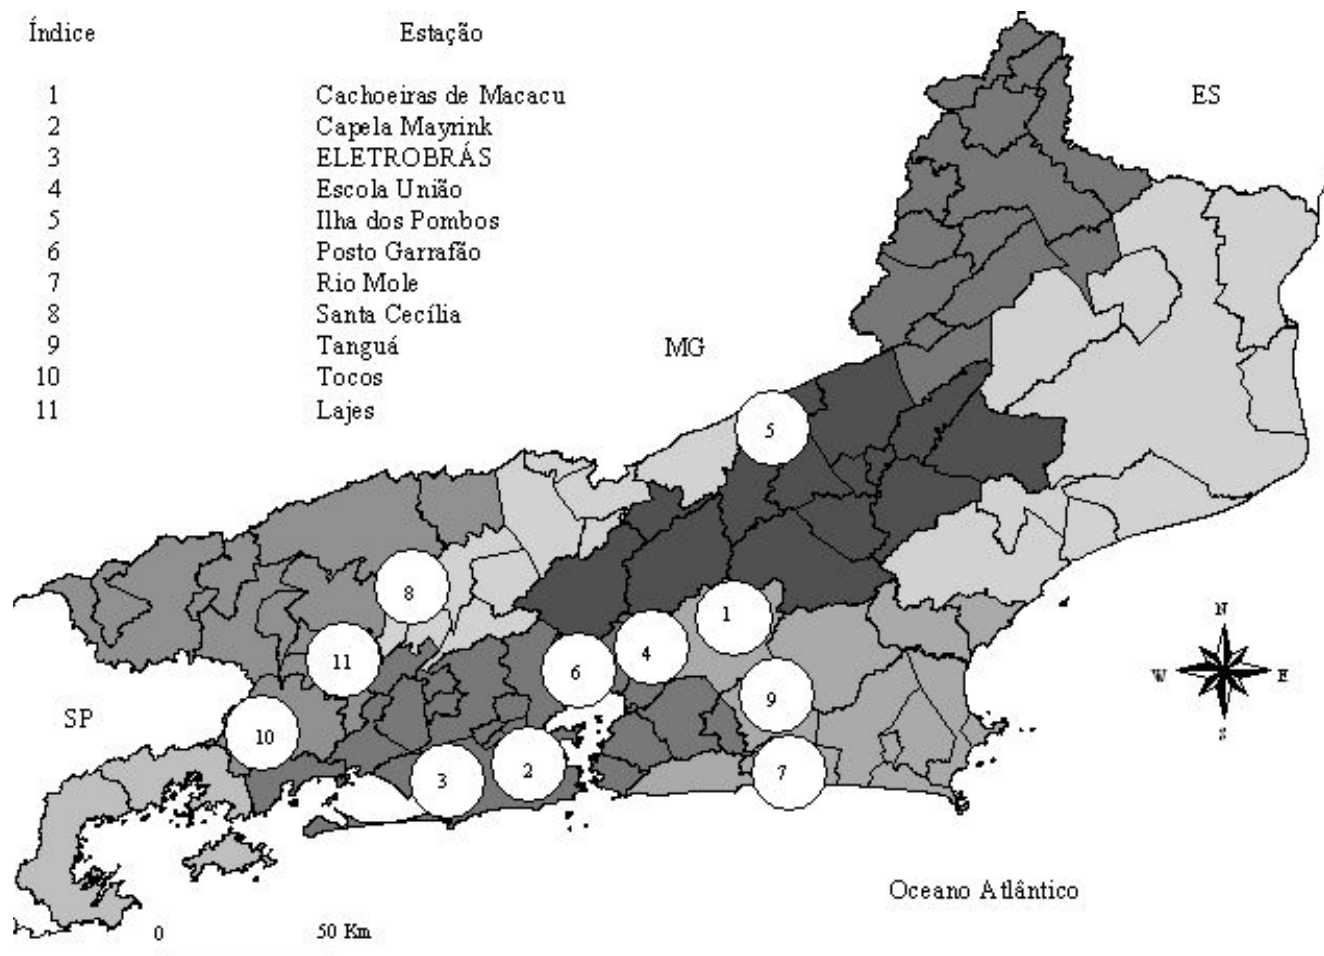 Índice Estação
1 Cachoeiras de Macacu
2 Capela Mayrink
3 ELETROBRÁS
4 Escola União
5 Ilha dos Pombos
6 Posto Garrafão
7 Rio Mole
8 Santa Cecília
9 Tanguá
10 Tocos
11 Lajes
ES
MG
5
8
1
4
11
6
9
10
3
2
7
SP
N
W E
S
Oceano Atlântico
0 50 Km